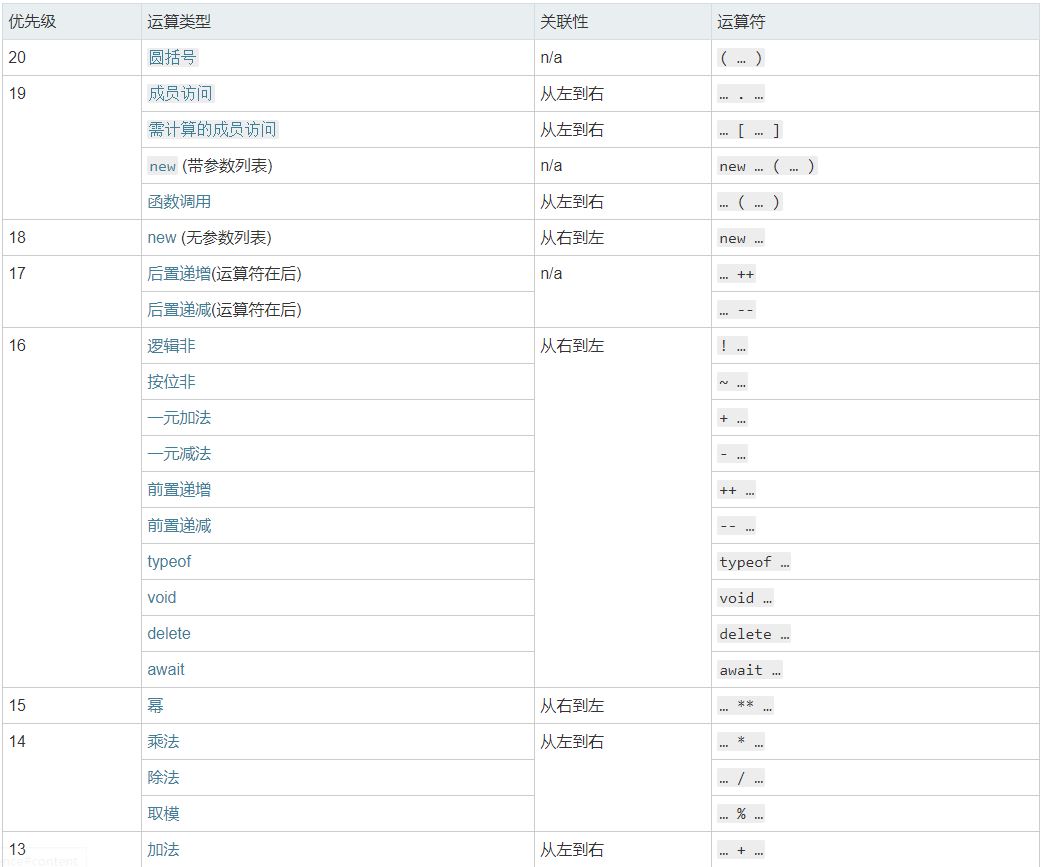 优先级 运算类型 关联性 运算符
20 圆括号 n/a ( … )
19 成员访问 从左到右 … . …
需计算的成员访问 从左到右 … [ … ]
new (带参数列表) n/a new … ( … )
函数调用 从左到右 … ( … )
18 new (无参数列表) 从右到左 new …
17 后置递增(运算符在后) n/a … ++
后置递减(运算符在后) … --
16 逻辑非 从右到左 ! …
按位非 ~ …
一元加法 + …
一元减法 - …
前置递增 ++ …
前置递减 -- …
typeof typeof …
void void …
delete delete …
await await …
15 幂 从右到左 … ** …
14 乘法 从左到右 … * …
除法 … / …
取模 … % …
13 加法 从左到右 … + …